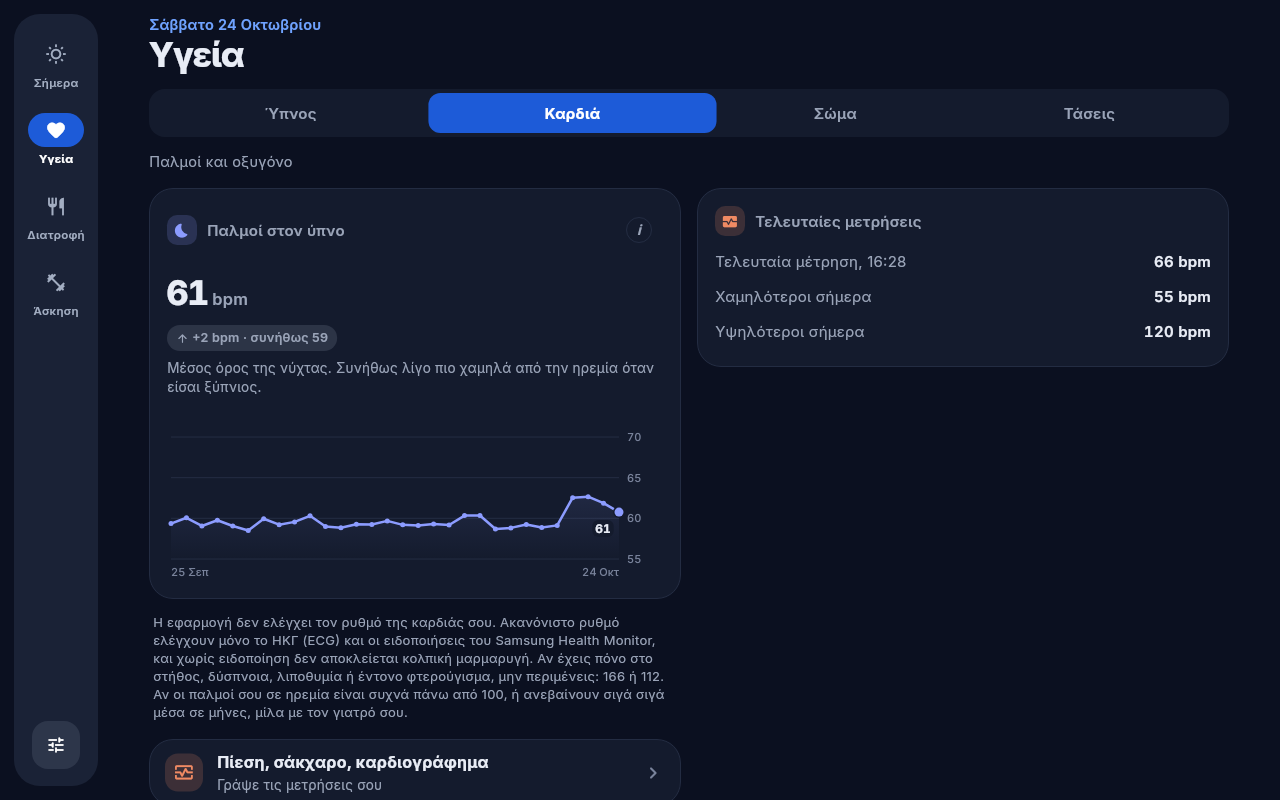 Σάββατο 24 Οκτωβρίου
Υγεία
Σήμερα
Υγεία
Διατροφή
Άσκηση
Ύπνος
Καρδιά
Σώμα
Τάσεις
Παλμοί και οξυγόνο
Παλμοί στον ύπνο
i
61 bpm
↑ +2 bpm · συνήθως 59
Μέσος όρος της νύχτας. Συνήθως λίγο πιο χαμηλά από την ηρεμία όταν
είσαι ξύπνιος.
70
65
60
55
61
25 Σεπ
24 Οκτ
Τελευταίες μετρήσεις
Τελευταία μέτρηση, 16:28 66 bpm
Χαμηλότεροι σήμερα 55 bpm
Υψηλότεροι σήμερα 120 bpm
Η εφαρμογή δεν ελέγχει τον ρυθμό της καρδιάς σου. Ακανόνιστο ρυθμό
ελέγχουν μόνο το ΗΚΓ (ECG) και οι ειδοποιήσεις του Samsung Health Monitor,
και χωρίς ειδοποίηση δεν αποκλείεται κολπική μαρμαρυγή. Αν έχεις πόνο στο
στήθος, δύσπνοια, λιποθυμία ή έντονο φτερούγισμα, μην περιμένεις: 166 ή 112.
Αν οι παλμοί σου σε ηρεμία είναι συχνά πάνω από 100, ή ανεβαίνουν σιγά σιγά
μέσα σε μήνες, μίλα με τον γιατρό σου.
Πίεση, σάκχαρο, καρδιογράφημα
Γράψε τις μετρήσεις σου